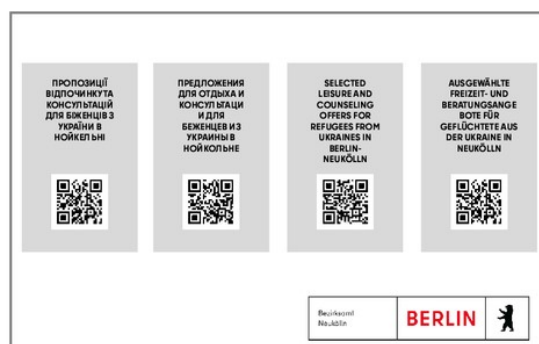 ПРОПОЗИЦІЇ
ВІДПОЧИНКУТА
КОНСУЛЬТАЦІЙ
ДЛЯ БІЖЕНЦІВ З
УКРАЇНИ В
НОЙКЕЛЬНІ
ПРЕДЛОЖЕНИЯ
ДЛЯ ОТДЫХА И
КОНСУЛЬТАЦИ
И ДЛЯ
БЕЖЕНЦЕВ ИЗ
УКРАИНЫ В
НОЙКОЛЬНЕ
SELECTED
LEISURE AND
COUNSELING
OFFERS FOR
REFUGEES FROM
UKRAINES IN
BERLIN-
NEUKÖLLN
AUSGEWÄHLTE
FREIZEIT- UND
BERATUNGSANGE
BOTE FÜR
GEFLÜCHTETE AUS
DER UKRAINE IN
NEUKÖLLN
Bezirksamt
Neukölln
BERLIN